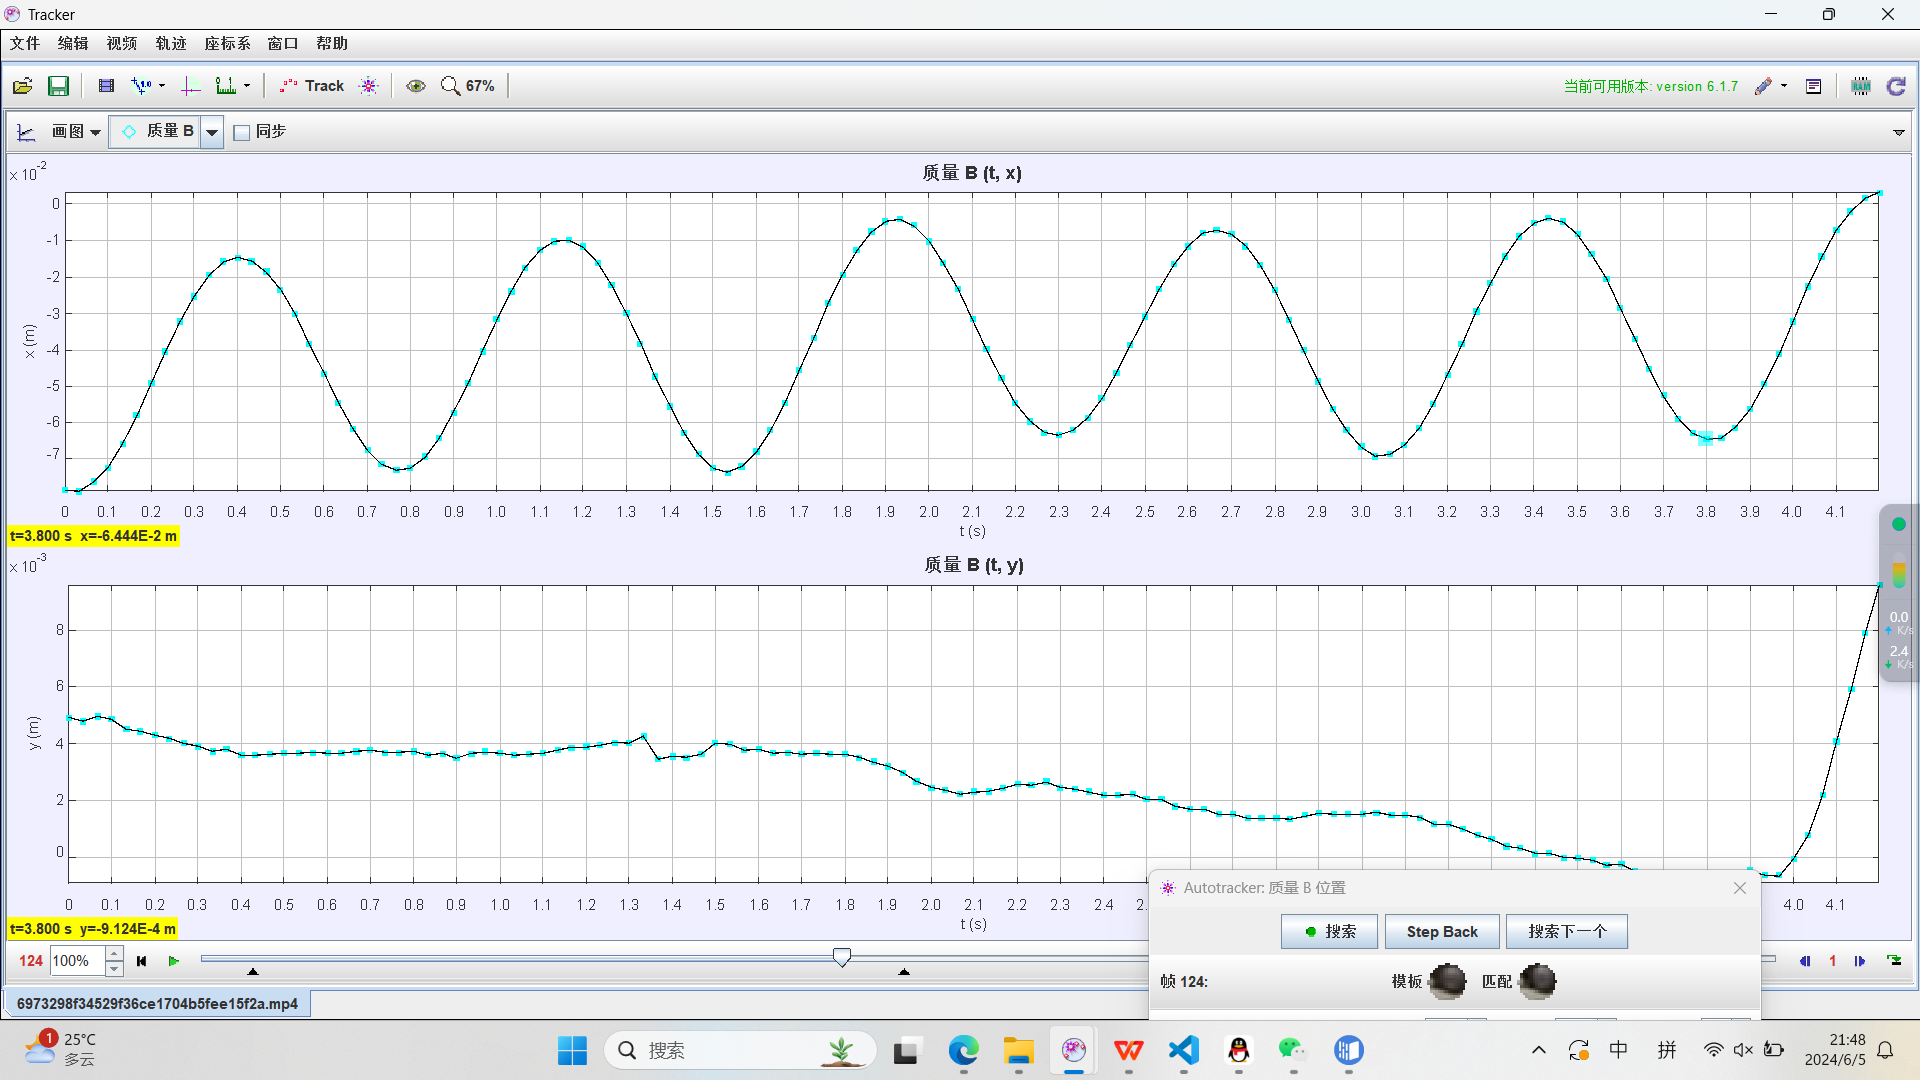 Tracker
文件 编辑 视频 轨迹 座标系 窗口 帮助
1.0 Track 67% 当前可用版本: version 6.1.7 RAM
画图 质量 B 同步
质量 B (t, x)
x 10-2
0
-1
-2
-3
-4
-5
-6
-7
x (m)
0 0.1 0.2 0.3 0.4 0.5 0.6 0.7 0.8 0.9 1.0 1.1 1.2 1.3 1.4 1.5 1.6 1.7 1.8 1.9 2.0 2.1 2.2 2.3 2.4 2.5 2.6 2.7 2.8 2.9 3.0 3.1 3.2 3.3 3.4 3.5 3.6 3.7 3.8 3.9 4.0 4.1
t (s)
t=3.800 s x=-6.444E-2 m
质量 B (t, y)
x 10-3
8
6
4
2
0
y (m)
0 0.1 0.2 0.3 0.4 0.5 0.6 0.7 0.8 0.9 1.0 1.1 1.2 1.3 1.4 1.5 1.6 1.7 1.8 1.9 2.0 2.1 2.2 2.3 2.4 2. 4.0 4.1
t (s)
t=3.800 s y=-9.124E-4 m
0.0
K/s
2.4
K/s
Autotracker: 质量 B 位置
搜索 Step Back 搜索下一个
帧 124: 模板 匹配
124 100% 1
6973298f34529f36ce1704b5fee15f2a.mp4
1 25°C
多云
搜索
中 拼
21:48
2024/6/5